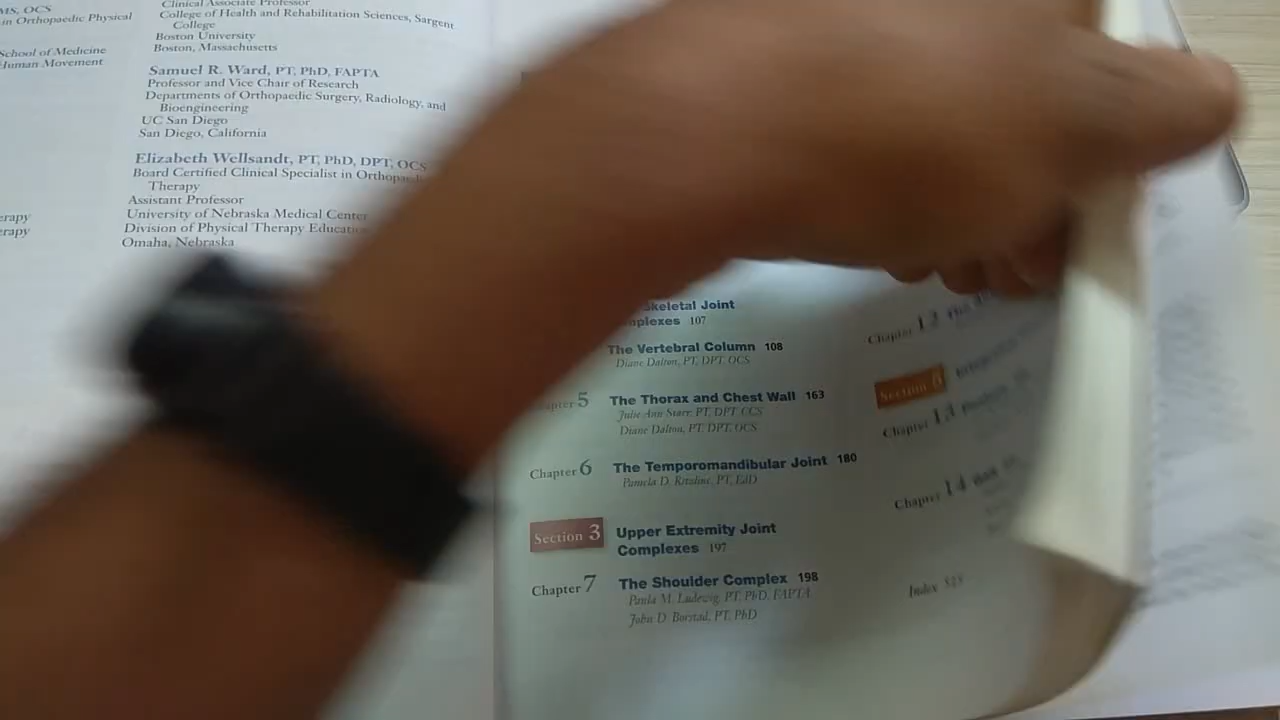 MS, OCS
in Orthopaedic Physical
School of Medicine
Human Movement
erapy
erapy
Clinical Associate Professor
College of Health and Rehabilitation Sciences, Sargent
College
Boston University
Boston, Massachusetts
Samuel R. Ward, PT, PhD, FAPTA
Professor and Vice Chair of Research
Departments of Orthopaedic Surgery, Radiology, and
Bioengineering
UC San Diego
San Diego, California
Elizabeth Wellsandt, PT, PhD, DPT, OCS
Board Certified Clinical Specialist in Orthopae
Therapy
Assistant Professor
University of Nebraska Medical Center
Division of Physical Therapy Educatio
Omaha, Nebraska
skeletal Joint
mplexes 107
The Vertebral Column 108
Diane Dalton, PT, DPT, OCS
apter 5 The Thorax and Chest Wall 163
Julie Ann Starr, PT, DPT, CCS
Diane Dalton, PT, DPT, OCS
Chapter 6 The Temporomandibular Joint 180
Pamela D. Ritzline, PT, EdD
Section 3 Upper Extremity Joint
Complexes 197
Chapter 7 The Shoulder Complex 198
Paula M. Ludewig, PT, PhD, FAPTA
John D. Borstad, PT, PhD
Chapter 12 The
Section 5
Chapter 13
Chapter 14
Index